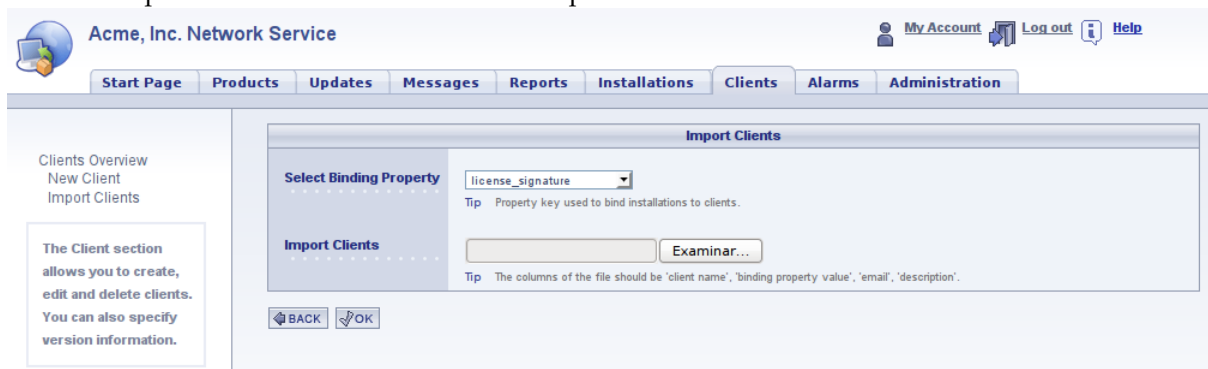 Acme, Inc. Network Service
My Account Log out Help
Start Page Products Updates Messages Reports Installations Clients Alarms Administration
Import Clients
Clients Overview
New Client
Import Clients
Select Binding Property license_signature
Tip Property key used to bind installations to clients.
Import Clients Examinar...
Tip The columns of the file should be 'client name', 'binding property value', 'email', 'description'.
The Client section
allows you to create,
edit and delete clients.
You can also specify
version information.
BACK OK